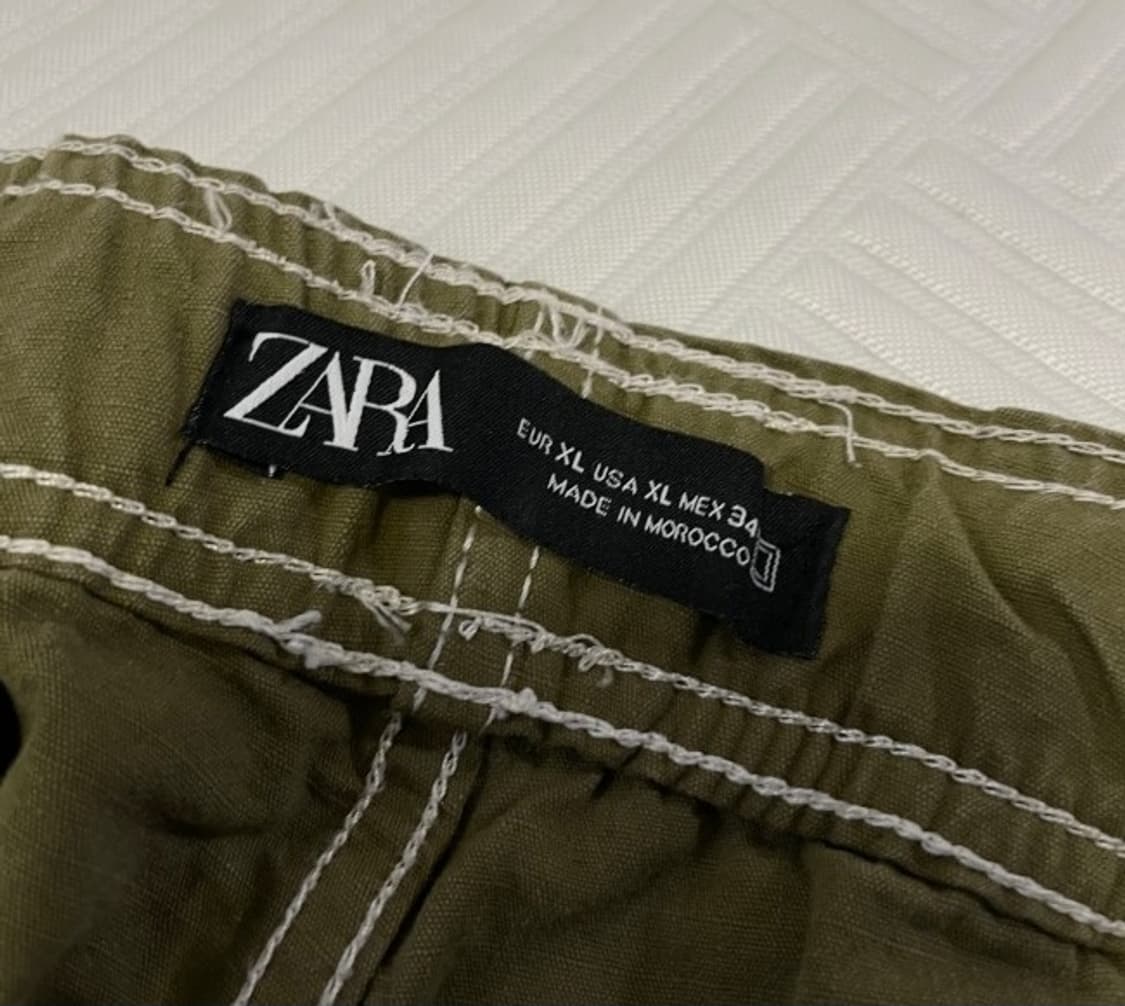 ZARA
EUR XL USA XL MEX 34
MADE IN MOROCCO